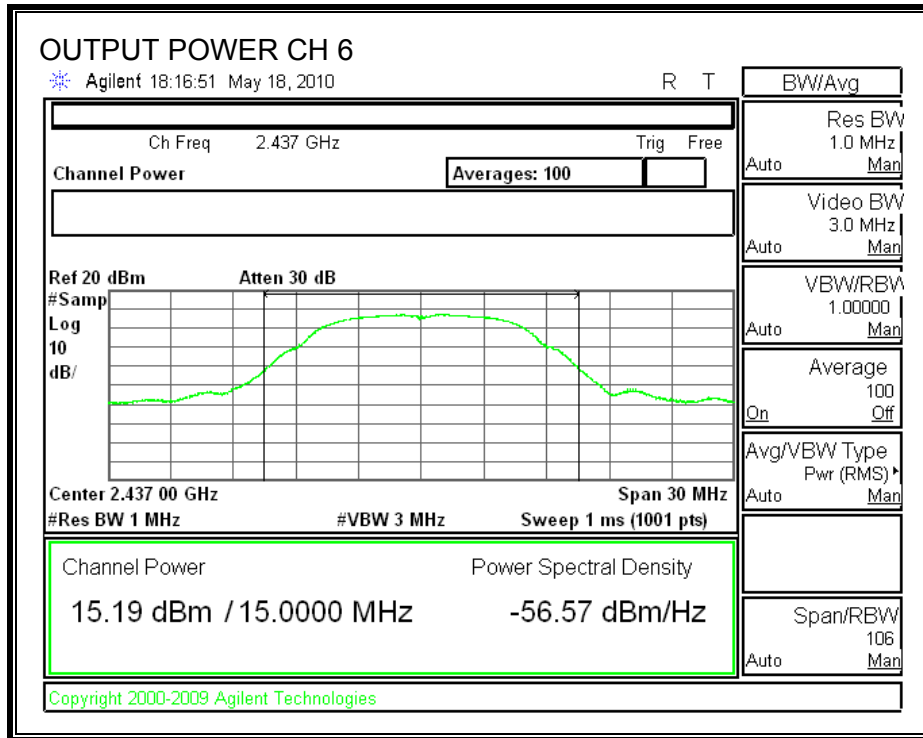 OUTPUT POWER CH 6
Agilent 18:16:51 May 18, 2010 R T
Ch Freq 2.437 GHz Trig Free
Channel Power Averages: 100
Ref 20 dBm Atten 30 dB
#Samp
Log
10
dB/
Center 2.437 00 GHz Span 30 MHz
#Res BW 1 MHz #VBW 3 MHz Sweep 1 ms (1001 pts)
Channel Power Power Spectral Density
15.19 dBm / 15.0000 MHz -56.57 dBm/Hz
Copyright 2000-2009 Agilent Technologies
BW/Avg
Res BW
1.0 MHz
Auto Man
Video BW
3.0 MHz
Auto Man
VBW/RBW
1.00000
Auto Man
Average
100
On Off
Avg/VBW Type
Pwr (RMS)
Auto Man
Span/RBW
106
Auto Man